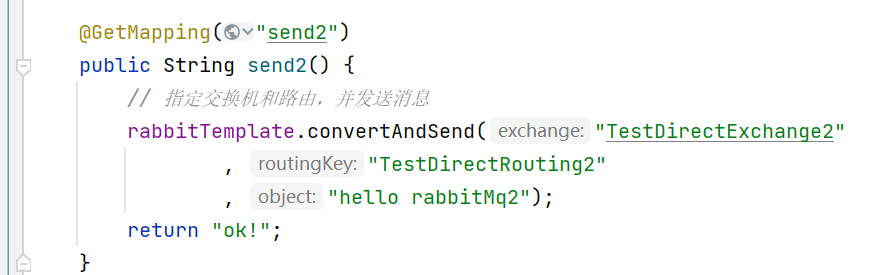 @GetMapping("send2")
public String send2() {
// 指定交换机和路由，并发送消息
rabbitTemplate.convertAndSend( exchange: "TestDirectExchange2"
, routingKey: "TestDirectRouting2"
, object: "hello rabbitMq2");
return "ok!";
}